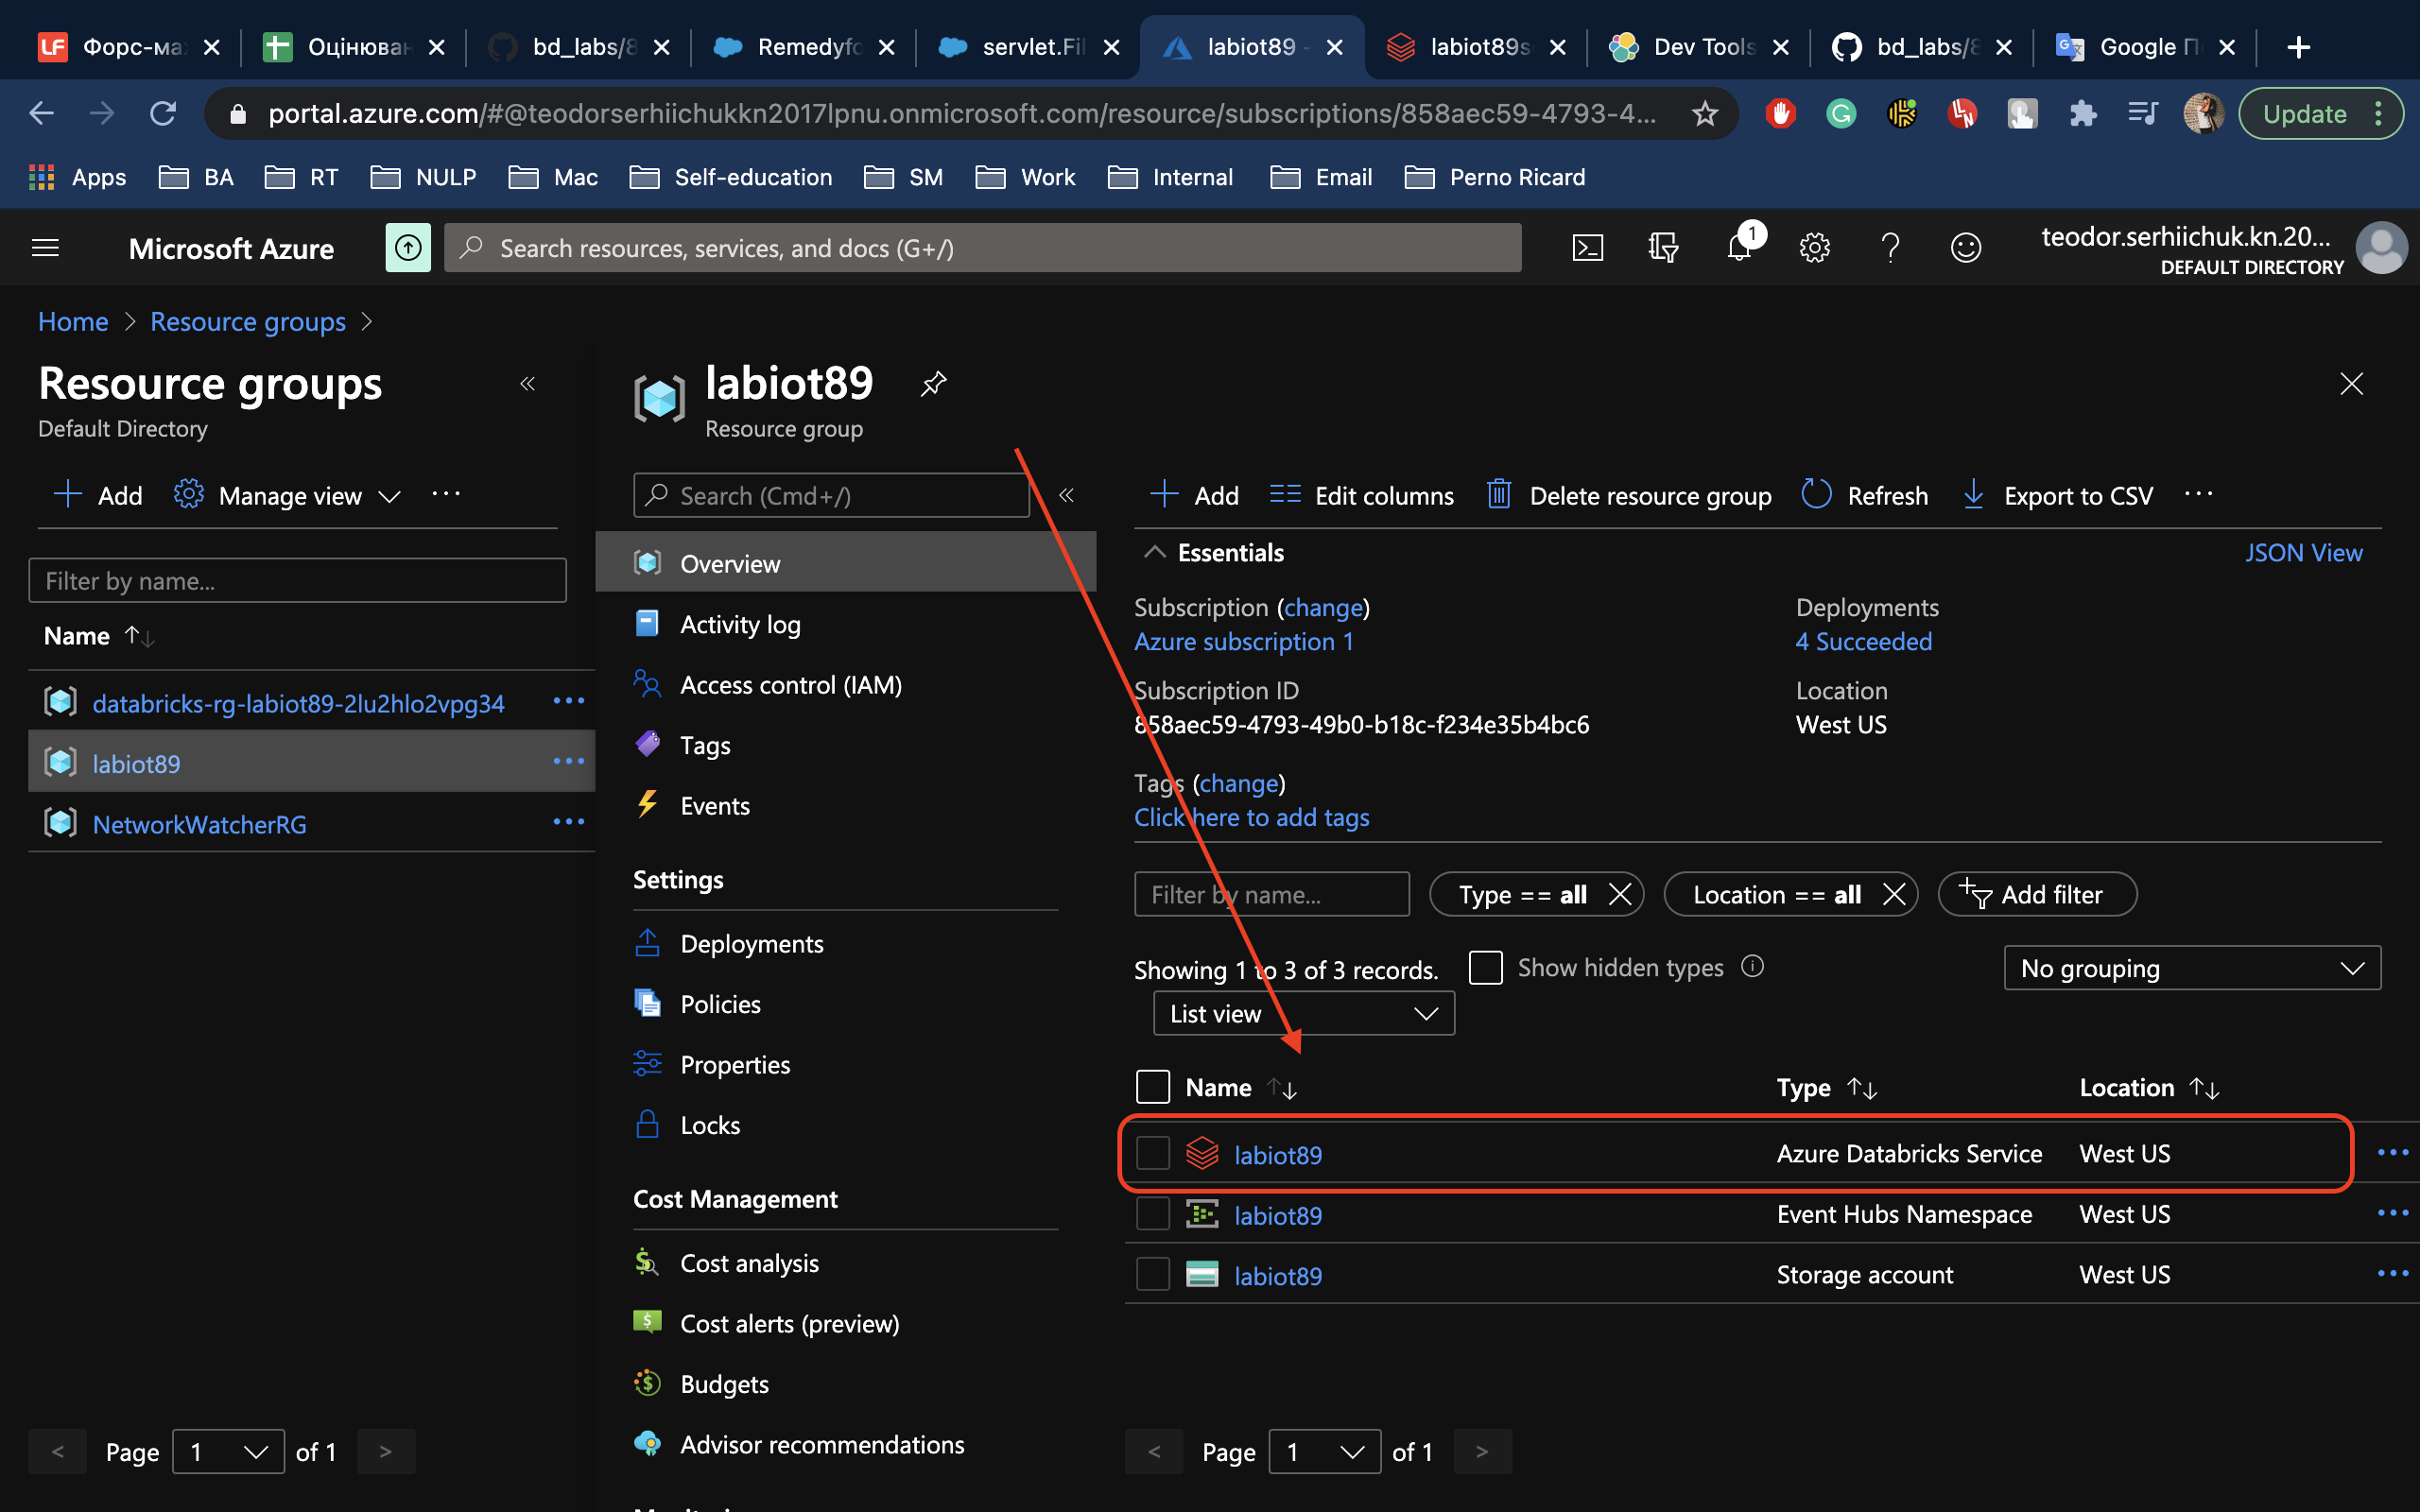 Форс-ма
Оцінюван
bd_labs/8
Remedyfo
servlet.Fil
labiot89 -
labiot89s
Dev Tools
bd_labs/8
Google П
portal.azure.com/#@teodorserhiichukkn2017lpnu.onmicrosoft.com/resource/subscriptions/858aec59-4793-4...
Update
Apps
BA
RT
NULP
Mac
Self-education
SM
Work
Internal
Email
Perno Ricard
Microsoft Azure
Search resources, services, and docs (G+/)
1
teodor.serhiichuk.kn.20...
DEFAULT DIRECTORY
Home > Resource groups >
Resource groups
Default Directory
Add
Manage view
Filter by name...
Name
databricks-rg-labiot89-2lu2hlo2vpg34
labiot89
NetworkWatcherRG
< Page 1 of 1 >
labiot89
Resource group
Search (Cmd+/)
Overview
Activity log
Access control (IAM)
Tags
Events
Settings
Deployments
Policies
Properties
Locks
Cost Management
Cost analysis
Cost alerts (preview)
Budgets
Advisor recommendations
Add
Edit columns
Delete resource group
Refresh
Export to CSV
Essentials
JSON View
Subscription (change)
Azure subscription 1
Deployments
4 Succeeded
Subscription ID
858aec59-4793-49b0-b18c-f234e35b4bc6
Location
West US
Tags (change)
Click here to add tags
Filter by name...
Type == all
Location == all
Add filter
Showing 1 to 3 of 3 records.
Show hidden types
No grouping
List view
Name Type Location
labiot89 Azure Databricks Service West US
labiot89 Event Hubs Namespace West US
labiot89 Storage account West US
< Page 1 of 1 >